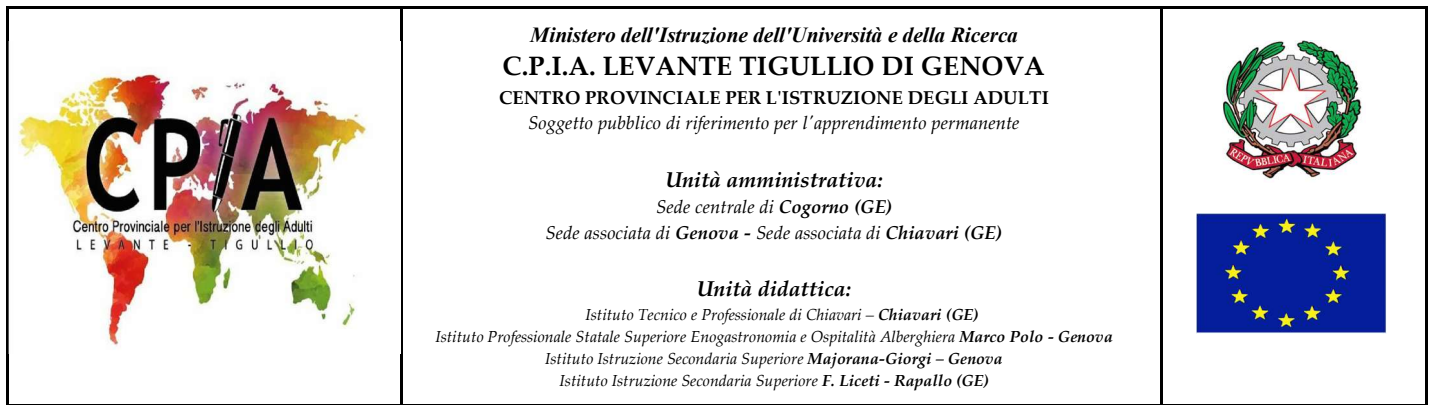 CPIA
Centro Provinciale per l'Istruzione degli Adulti
LEVANTE - TIGULLIO
Ministero dell'Istruzione dell'Università e della Ricerca
C.P.I.A. LEVANTE TIGULLIO DI GENOVA
CENTRO PROVINCIALE PER L'ISTRUZIONE DEGLI ADULTI
Soggetto pubblico di riferimento per l'apprendimento permanente
Unità amministrativa:
Sede centrale di Cogorno (GE)
Sede associata di Genova - Sede associata di Chiavari (GE)
Unità didattica:
Istituto Tecnico e Professionale di Chiavari – Chiavari (GE)
Istituto Professionale Statale Superiore Enogastronomia e Ospitalità Alberghiera Marco Polo - Genova
Istituto Istruzione Secondaria Superiore Majorana-Giorgi – Genova
Istituto Istruzione Secondaria Superiore F. Liceti - Rapallo (GE)
REPVBBLICA ITALIANA